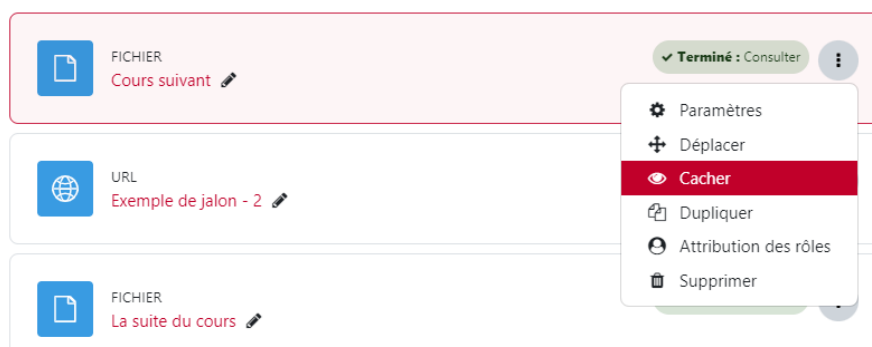 FICHIER
Cours suivant
Terminé : Consulter
Paramètres
Déplacer
URL
Exemple de jalon - 2
Cacher
Dupliquer
Attribution des rôles
FICHIER
La suite du cours
Supprimer